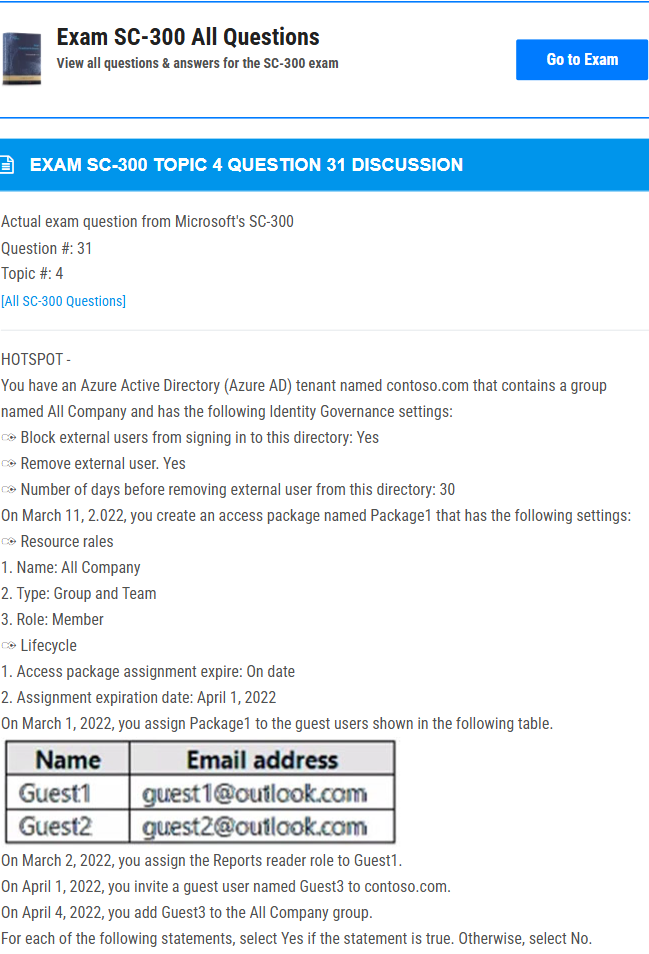 Exam SC-300 All Questions
View all questions & answers for the SC-300 exam
Go to Exam
EXAM SC-300 TOPIC 4 QUESTION 31 DISCUSSION
Actual exam question from Microsoft's SC-300
Question #: 31
Topic #: 4
[All SC-300 Questions]
HOTSPOT -
You have an Azure Active Directory (Azure AD) tenant named contoso.com that contains a group
named All Company and has the following Identity Governance settings:
Block external users from signing in to this directory: Yes
Remove external user. Yes
Number of days before removing external user from this directory: 30
On March 11, 2.022, you create an access package named Package1 that has the following settings:
Resource rales
1. Name: All Company
2. Type: Group and Team
3. Role: Member
Lifecycle
1. Access package assignment expire: On date
2. Assignment expiration date: April 1, 2022
On March 1, 2022, you assign Package1 to the guest users shown in the following table.
Name Email address
Guest1 guest1@outlook.com
Guest2 guest2@outlook.com
On March 2, 2022, you assign the Reports reader role to Guest1.
On April 1, 2022, you invite a guest user named Guest3 to contoso.com.
On April 4, 2022, you add Guest3 to the All Company group.
For each of the following statements, select Yes if the statement is true. Otherwise, select No.